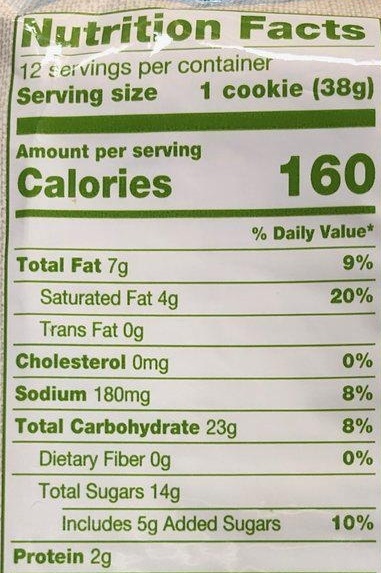 Nutrition Facts
12 servings per container
Serving size 1 cookie (38g)
Amount per serving
Calories 160
% Daily Value*
Total Fat 7g 9%
Saturated Fat 4g 20%
Trans Fat 0g
Cholesterol 0mg 0%
Sodium 180mg 8%
Total Carbohydrate 23g 8%
Dietary Fiber 0g 0%
Total Sugars 14g
Includes 5g Added Sugars 10%
Protein 2g